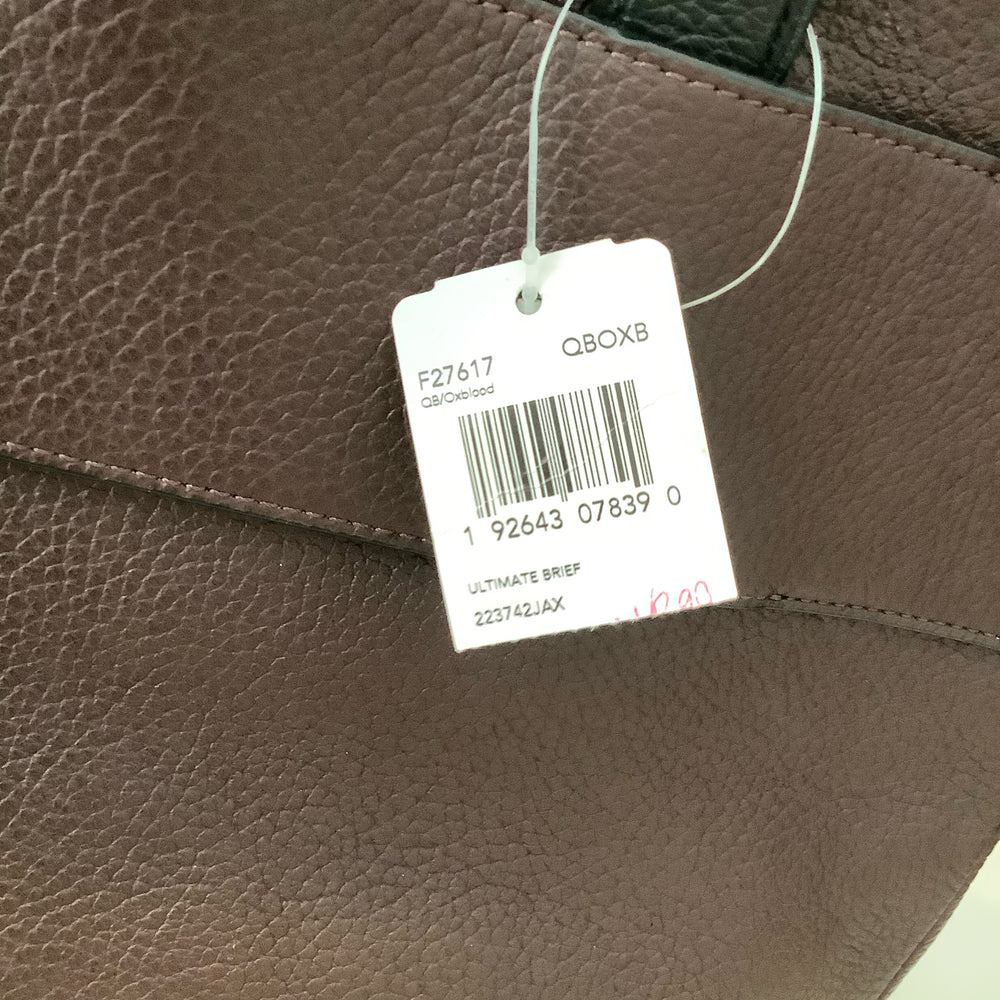 F27617 QBOXB
QB/Oxblood
1 92643 07839 0
ULTIMATE BRIEF
223742JAX